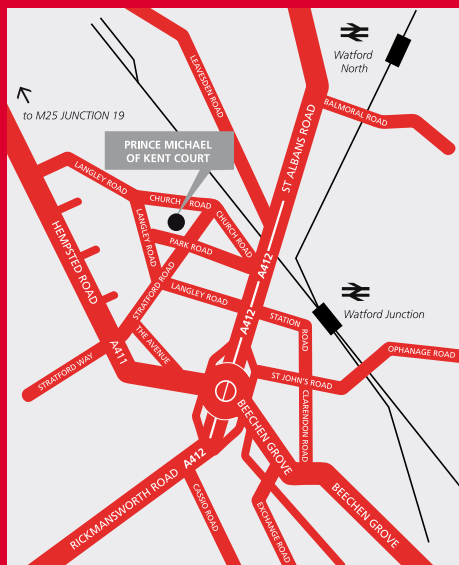 Watford
North
LEAVESDEN ROAD
BALMORAL ROAD
to M25 JUNCTION 19
ST ALBANS ROAD
PRINCE MICHAEL
OF KENT COURT
LANGLEY ROAD
CHURCH ROAD
HEMPSTED ROAD
LANGLEY ROAD
CHURCH ROAD
PARK ROAD
A412
STRATFORD ROAD
LANGLEY ROAD
A412
STATION
ROAD
Watford Junction
A411
THE AVENUE
STRATFORD WAY
OPHANAGE ROAD
ST JOHN'S ROAD
CLARENDON ROAD
BEECHEN GROVE
A412
RICKMANSWORTH ROAD
CASSIO ROAD
EXCHANGE ROAD
BEECHEN GROVE